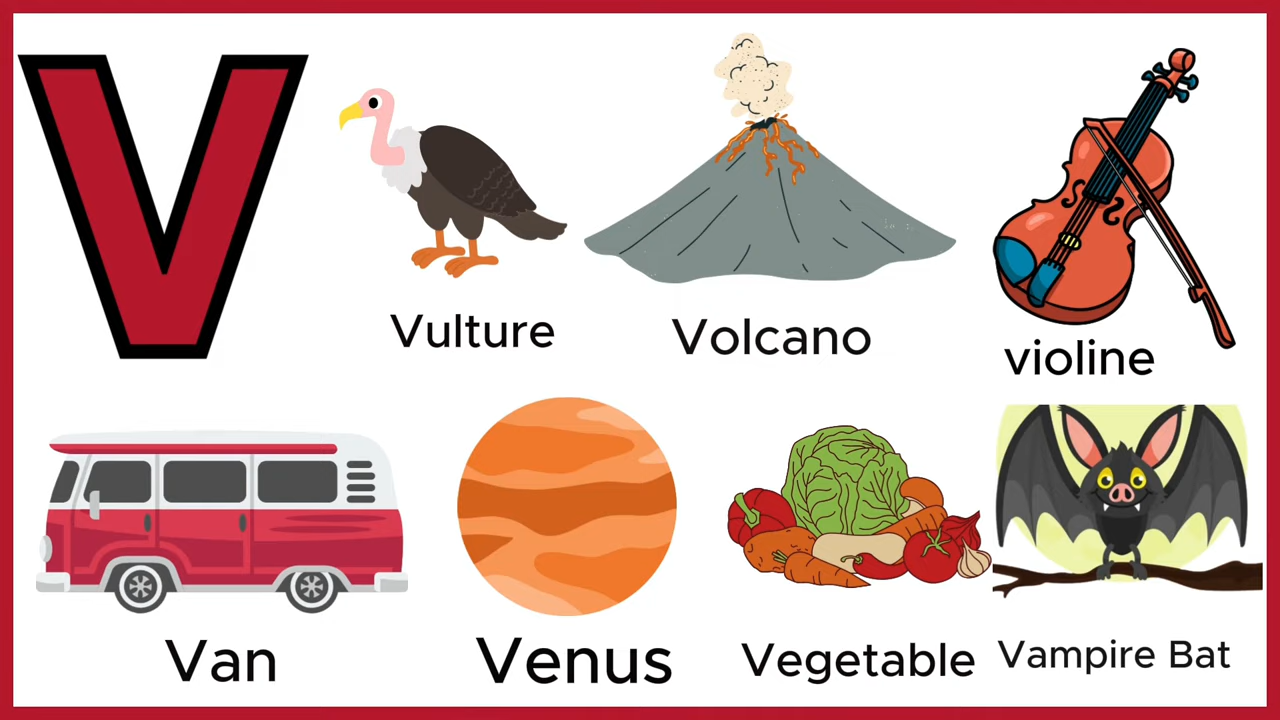 V
Vulture
Volcano
violine
Van
Venus
Vegetable
Vampire Bat